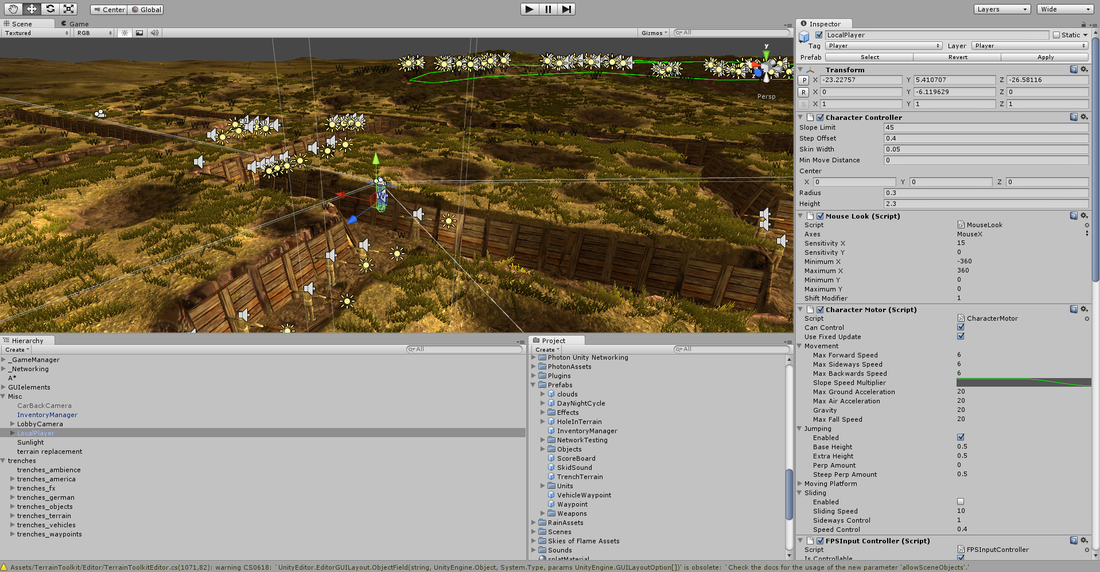 Center Global
Layers Wide
Scene Game
Textured RGB Gizmos All
y
Persp
Inspector
LocalPlayer Static
Tag Player Layer Player
Prefab Select Revert Apply
Transform
P X -23.22757 Y 5.410707 Z -26.58116
R X 0 Y -6.119629 Z 0
S X 1 Y 1 Z 1
Character Controller
Slope Limit 45
Step Offset 0.4
Skin Width 0.05
Min Move Distance 0
Center
X 0 Y 0 Z 0
Radius 0.3
Height 2.3
Mouse Look (Script)
Script MouseLook
Axes MouseX
Sensitivity X 15
Sensitivity Y 0
Minimum X -360
Maximum X 360
Minimum Y 0
Maximum Y 0
Shift Modifier 1
Character Motor (Script)
Script CharacterMotor
Can Control
Use Fixed Update
Movement
Max Forward Speed 6
Max Sideways Speed 6
Max Backwards Speed 6
Slope Speed Multiplier
Max Ground Acceleration 20
Max Air Acceleration 20
Gravity 20
Max Fall Speed 20
Jumping
Enabled
Base Height 0.5
Extra Height 0.5
Perp Amount 0
Steep Perp Amount 0.5
Moving Platform
Sliding
Enabled
Sliding Speed 10
Sideways Control 1
Speed Control 0.4
FPSInput Controller (Script)
Script FPSInputController
Is Controllable
Hierarchy
Create All
_GameManager
_Networking
A*
GUIelements
Misc
CarBackCamera
InventoryManager
LobbyCamera
LocalPlayer
Sunlight
terrain replacement
trenches
trenches_ambience
trenches_america
trenches_fx
trenches_german
trenches_objects
trenches_terrain
trenches_vehicles
trenches_waypoints
Project
Create All
Photon Unity Networking
PhotonAssets
Plugins
Prefabs
clouds
DayNightCycle
Effects
HoleInTerrain
InventoryManager
NetworkTesting
Objects
ScoreBoard
SkidSound
TrenchTerrain
Units
VehicleWaypoint
Waypoint
Weapons
RainAssets
Scenes
Skies of Flame Assets
Sounds
splatMaterial
Assets/TerrainToolkit/Editor/TerrainToolkitEditor.cs(1071,82): warning CS0618: `UnityEditor.EditorGUILayout.ObjectField(string, UnityEngine.Object, System.Type, params UnityEngine.GUILayoutOption[])' is obsolete: `Check the docs for the usage of the new parameter 'allowSceneObjects'.'